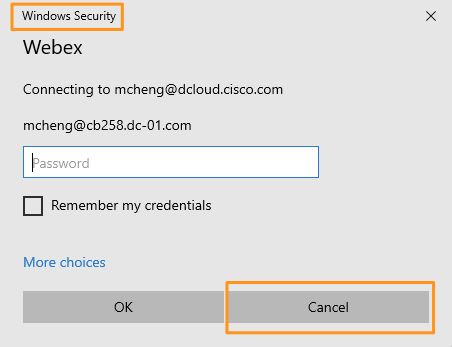 Windows Security
Webex
Connecting to mcheng@dcloud.cisco.com
mcheng@cb258.dc-01.com
Password
Remember my credentials
More choices
OK
Cancel